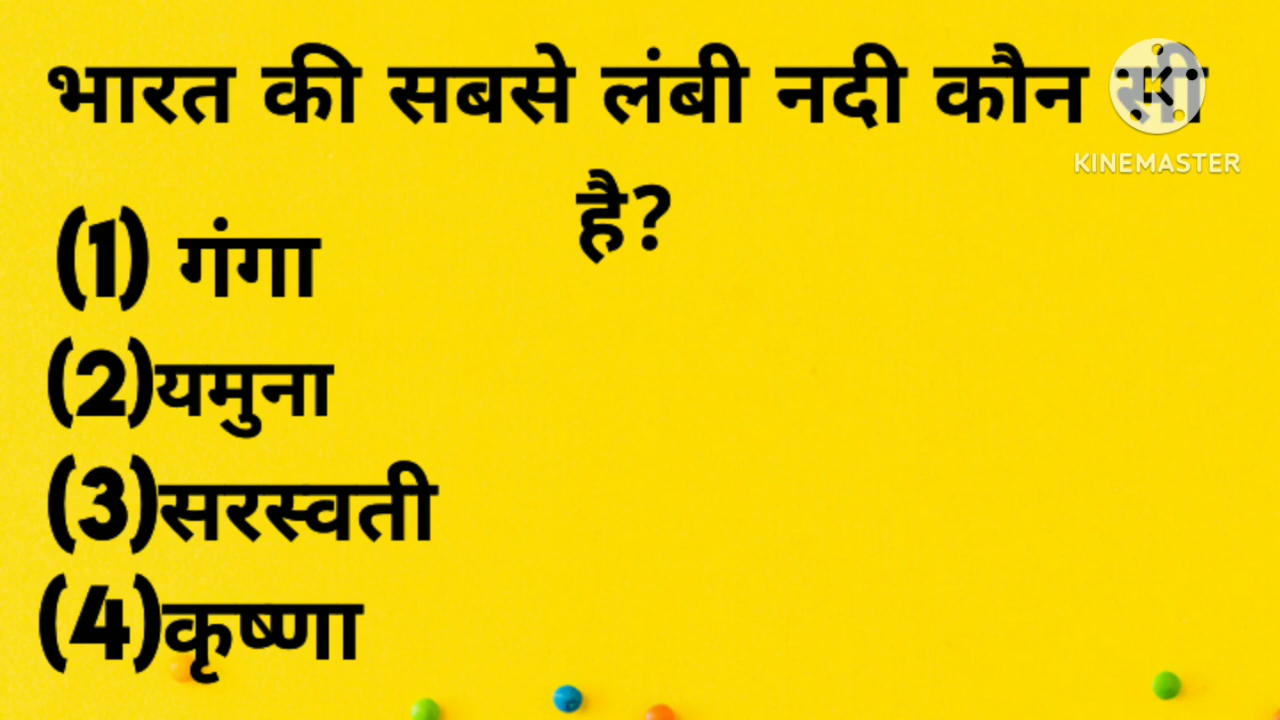 भारत की सबसे लंबी नदी कौन सी
KINEMASTER
है?
(1) गंगा
(2)यमुना
(3)सरस्वती
(4)कृष्णा